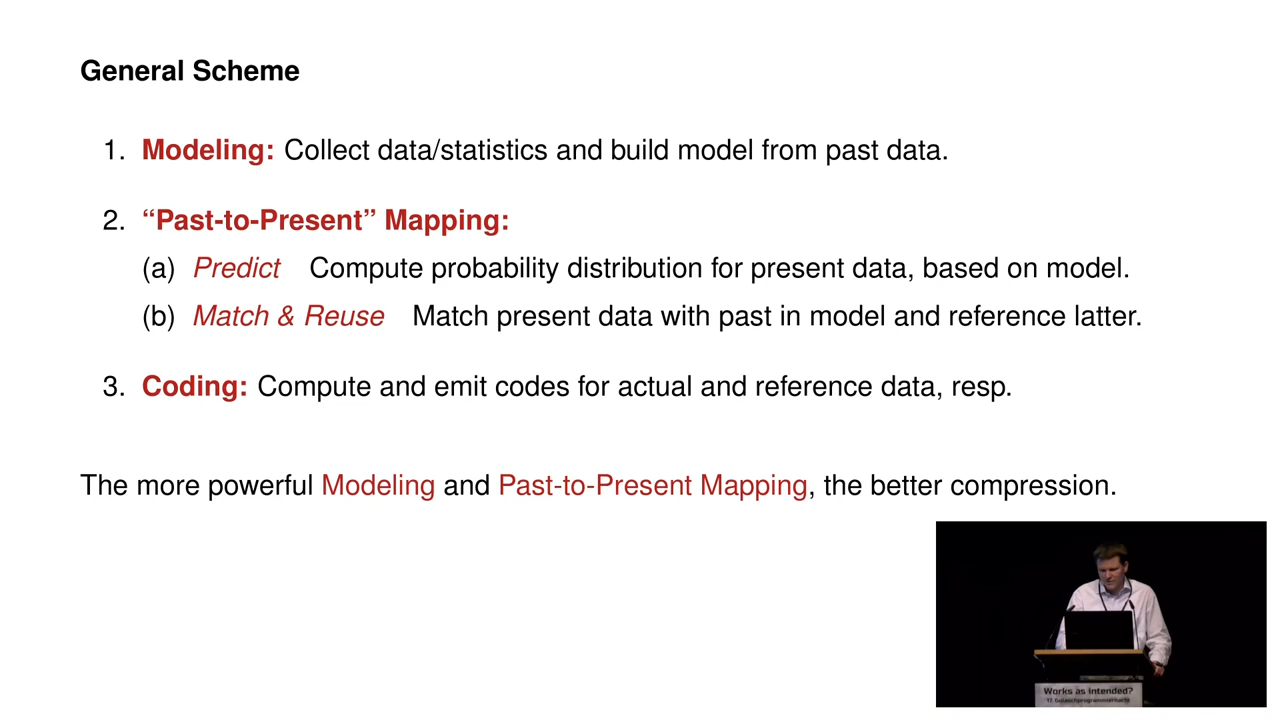 General Scheme
1. Modeling: Collect data/statistics and build model from past data.
2. “Past-to-Present” Mapping:
(a) Predict Compute probability distribution for present data, based on model.
(b) Match & Reuse Match present data with past in model and reference latter.
3. Coding: Compute and emit codes for actual and reference data, resp.
The more powerful Modeling and Past-to-Present Mapping, the better compression.
Works as intended?
17. Gulaschprogrammiernacht